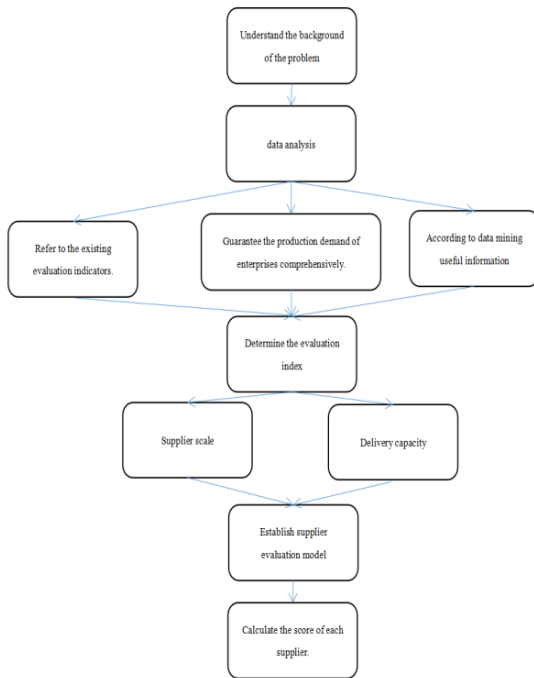 Understand the background
of the problem
data analysis
Refer to the existing
evaluation indicators.
Guarantee the production demand of
enterprises comprehensively.
According to data mining
useful information
Determine the evaluation
index
Supplier scale
Delivery capacity
Establish supplier
evaluation model
Calculate the score of each
supplier.